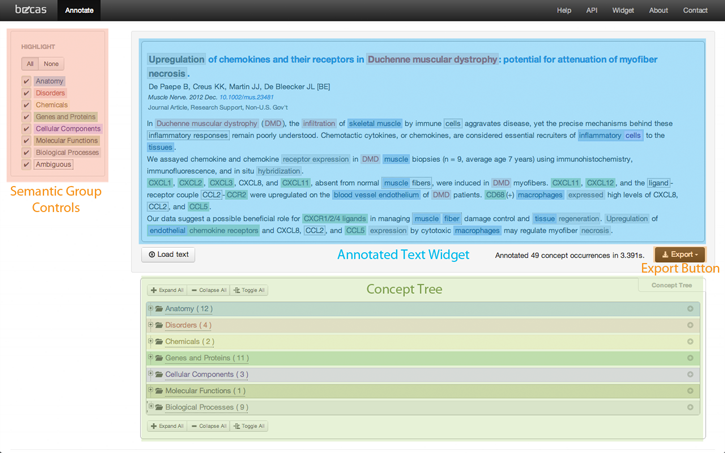 becas Annotate Help API Widget About Contact
HIGHLIGHT
All None
Anatomy
Disorders
Chemicals
Genes and Proteins
Cellular Components
Molecular Functions
Biological Processes
Ambiguous
Semantic Group
Controls
Upregulation of chemokines and their receptors in Duchenne muscular dystrophy: potential for attenuation of myofiber
necrosis.
De Paepe B, Creus KK, Martin JJ, De Bleecker JL [BE]
Muscle Nerve. 2012 Dec. 10.1002/mus.23481
Journal Article, Research Support, Non-U.S. Gov't
In Duchenne muscular dystrophy (DMD), the infiltration of skeletal muscle by immune cells aggravates disease, yet the precise mechanisms behind these
inflammatory responses remain poorly understood. Chemotactic cytokines, or chemokines, are considered essential recruiters of inflammatory cells to the
tissues.
We assayed chemokine and chemokine receptor expression in DMD muscle biopsies (n = 9, average age 7 years) using immunohistochemistry,
immunofluorescence, and in situ hybridization.
CXCL1, CXCL2, CXCL3, CXCL8, and CXCL11, absent from normal muscle fibers, were induced in DMD myofibers. CXCL11, CXCL12, and the ligand-
receptor couple CCL2-CCR2 were upregulated on the blood vessel endothelium of DMD patients. CD68(+) macrophages expressed high levels of CXCL8,
CCL2, and CCL5.
Our data suggest a possible beneficial role for CXCR1/2/4 ligands in managing muscle fiber damage control and tissue regeneration. Upregulation of
endothelial chemokine receptors and CXCL8, CCL2, and CCL5 expression by cytotoxic macrophages may regulate myofiber necrosis.
Load text Annotated Text Widget Annotated 49 concept occurrences in 3.391s. Export
Export Button
Concept Tree
Expand All Collapse All Toggle All Concept Tree
Anatomy ( 12 )
Disorders ( 4 )
Chemicals ( 2 )
Genes and Proteins ( 11 )
Cellular Components ( 3 )
Molecular Functions ( 1 )
Biological Processes ( 9 )
Expand All Collapse All Toggle All